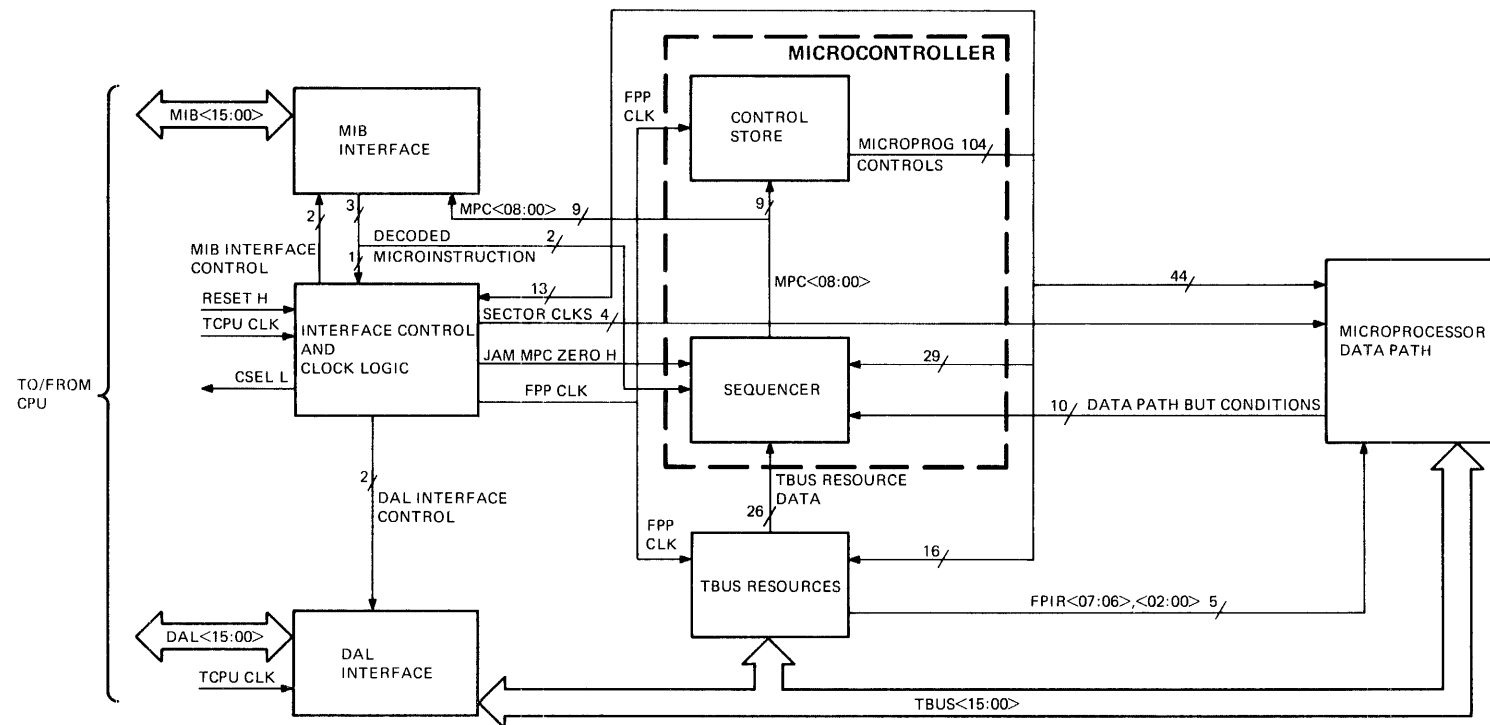 MICROCONTROLLER
MIB<15:00>
MIB
INTERFACE
FPP
CLK
CONTROL
STORE
MICROPROG 104
CONTROLS
2
3
MPC<08:00> 9
9
MIB INTERFACE
CONTROL
DECODED 2
1 MICROINSTRUCTION
MPC<08:00>
RESET H
TCPU CLK
CSEL L
INTERFACE CONTROL
AND
CLOCK LOGIC
13
SECTOR CLKS 4
JAM MPC ZERO H
FPP CLK
SEQUENCER
29
44
10 DATA PATH BUT CONDITIONS
MICROPROCESSOR
DATA PATH
TO/FROM
CPU
2
DAL INTERFACE
CONTROL
TBUS RESOURCE
DATA
26
FPP
CLK
TBUS RESOURCES
16
FPIR<07:06>,<02:00> 5
DAL<15:00>
TCPU CLK
DAL
INTERFACE
TBUS<15:00>